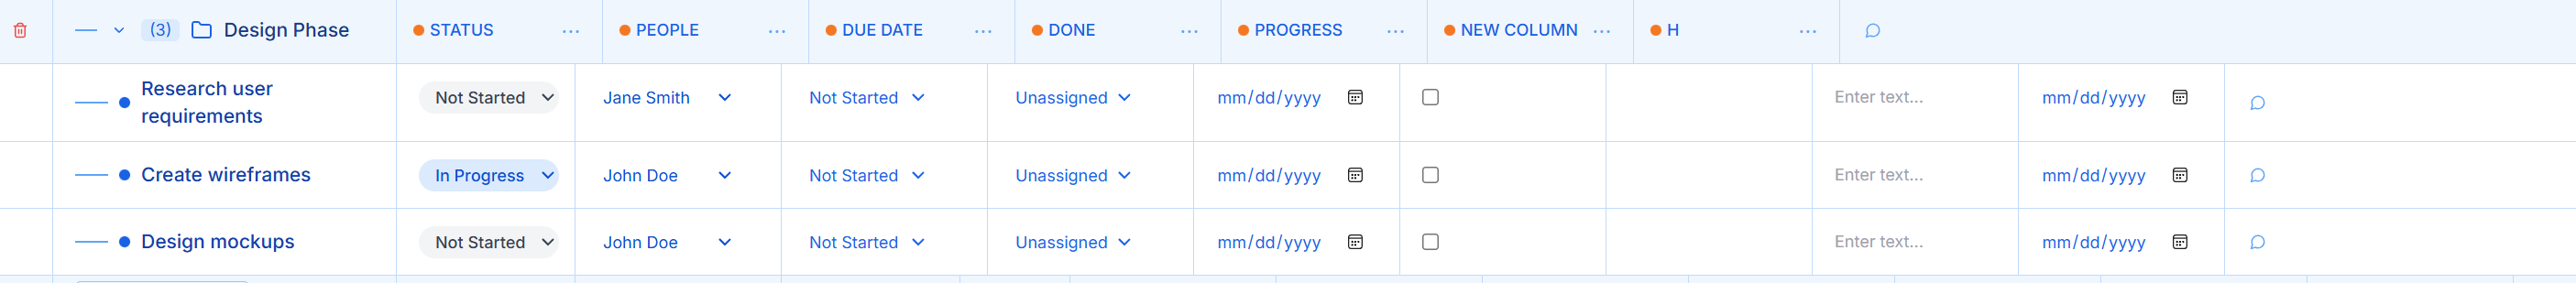 (3) Design Phase STATUS ... PEOPLE ... DUE DATE ... DONE ... PROGRESS ... NEW COLUMN ... H ...
Research user
requirements
Not Started Jane Smith Not Started Unassigned mm/dd/yyyy Enter text... mm/dd/yyyy
Create wireframes In Progress John Doe Not Started Unassigned mm/dd/yyyy Enter text... mm/dd/yyyy
Design mockups Not Started John Doe Not Started Unassigned mm/dd/yyyy Enter text... mm/dd/yyyy